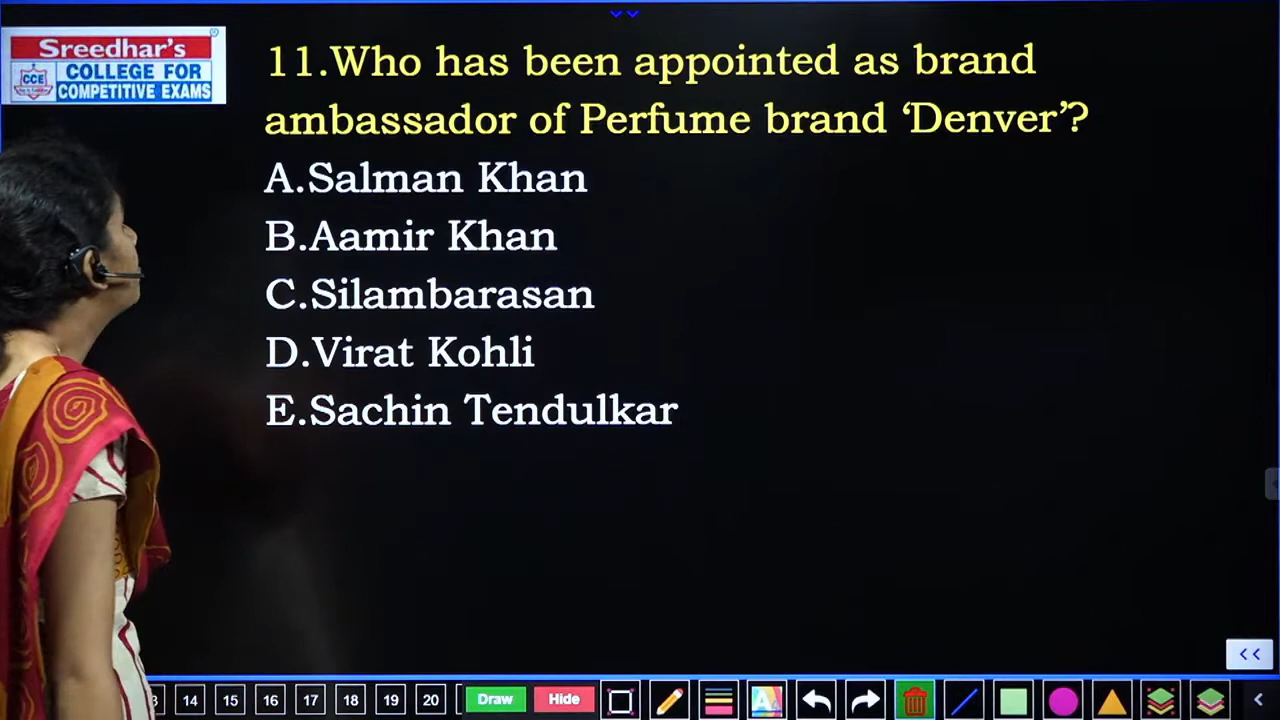 Sreedhar's
CCE
COLLEGE FOR
COMPETITIVE EXAMS
11.Who has been appointed as brand
ambassador of Perfume brand ‘Denver’?
A.Salman Khan
B.Aamir Khan
C.Silambarasan
D.Virat Kohli
E.Sachin Tendulkar
<<
14 15 16 17 18 19 20 Draw Hide A